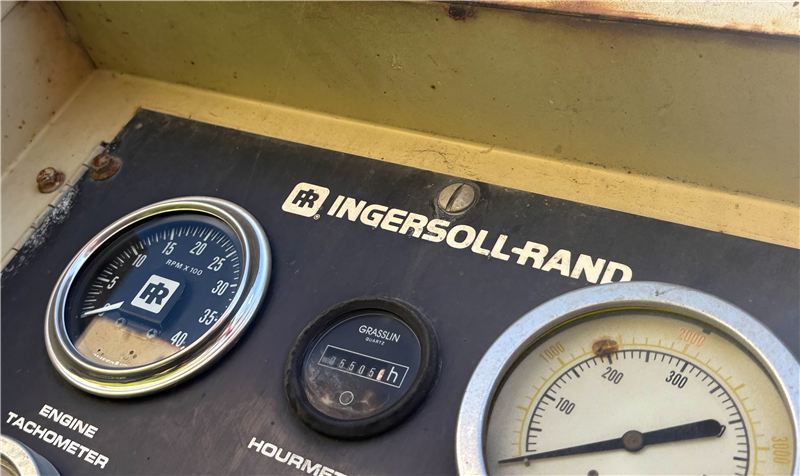 IR ® INGERSOLL-RAND
5 10 15 20 25 30 35 40
RPM X 100
IR
ENGINE
TACHOMETER
GRASSLIN
QUARTZ
h
HOURMET
1000 2000 3000
100 200 300